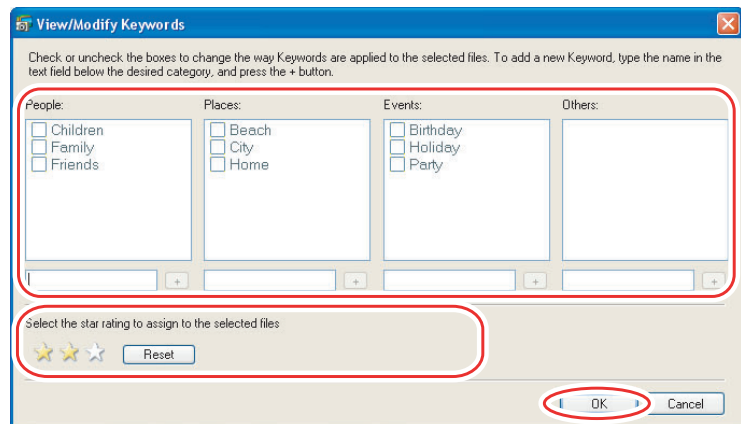 View/Modify Keywords
Check or uncheck the boxes to change the way Keywords are applied to the selected files. To add a new Keyword, type the name in the
text field below the desired category, and press the + button.
People: Places: Events: Others:
Children Beach Birthday
Family City Holiday
Friends Home Party
+ + + +
Select the star rating to assign to the selected files
Reset
OK Cancel